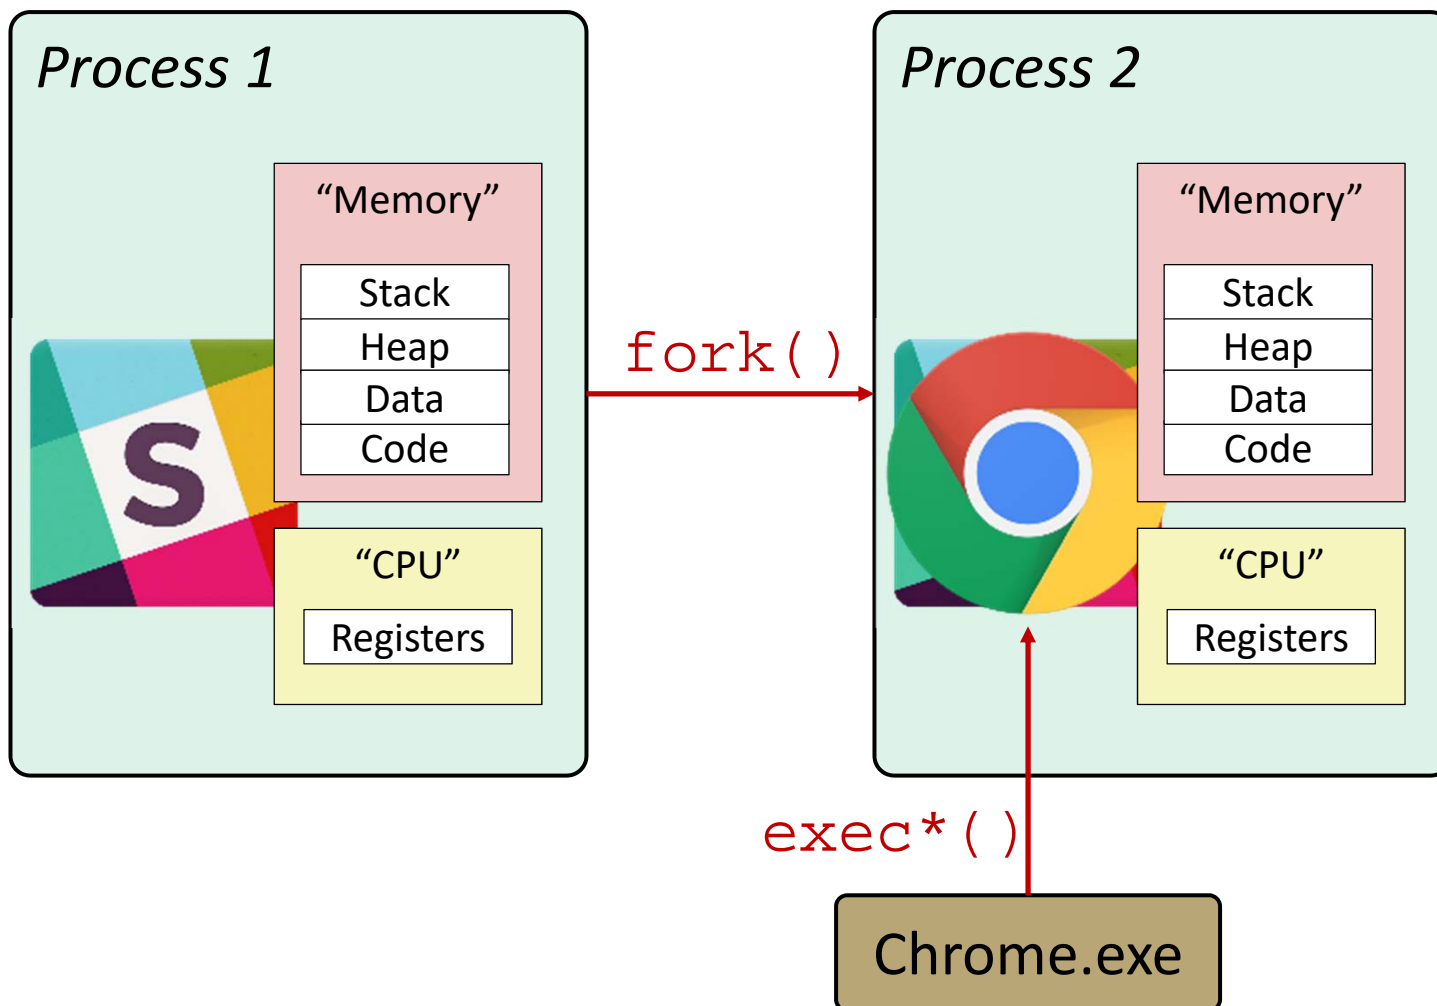 Process 1
“Memory”
Stack
Heap
Data
Code
S
“CPU”
Registers
fork()
Process 2
“Memory”
Stack
Heap
Data
Code
“CPU”
Registers
exec*()
Chrome.exe